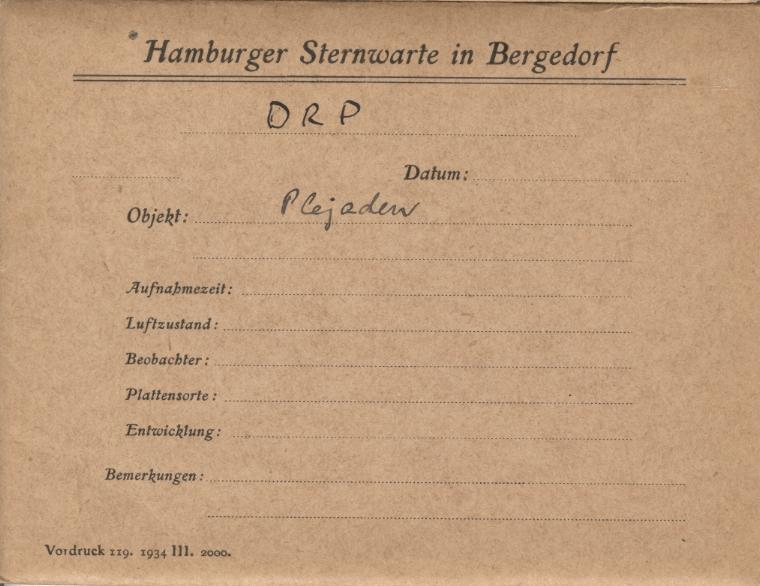 Hamburger Sternwarte in Bergedorf
DRP
Datum:
Objekt: Plejaden
Aufnahmezeit:
Luftzustand:
Beobachter:
Plattensorte:
Entwicklung:
Bemerkungen:
Vordruck 119. 1934 III. 2000.